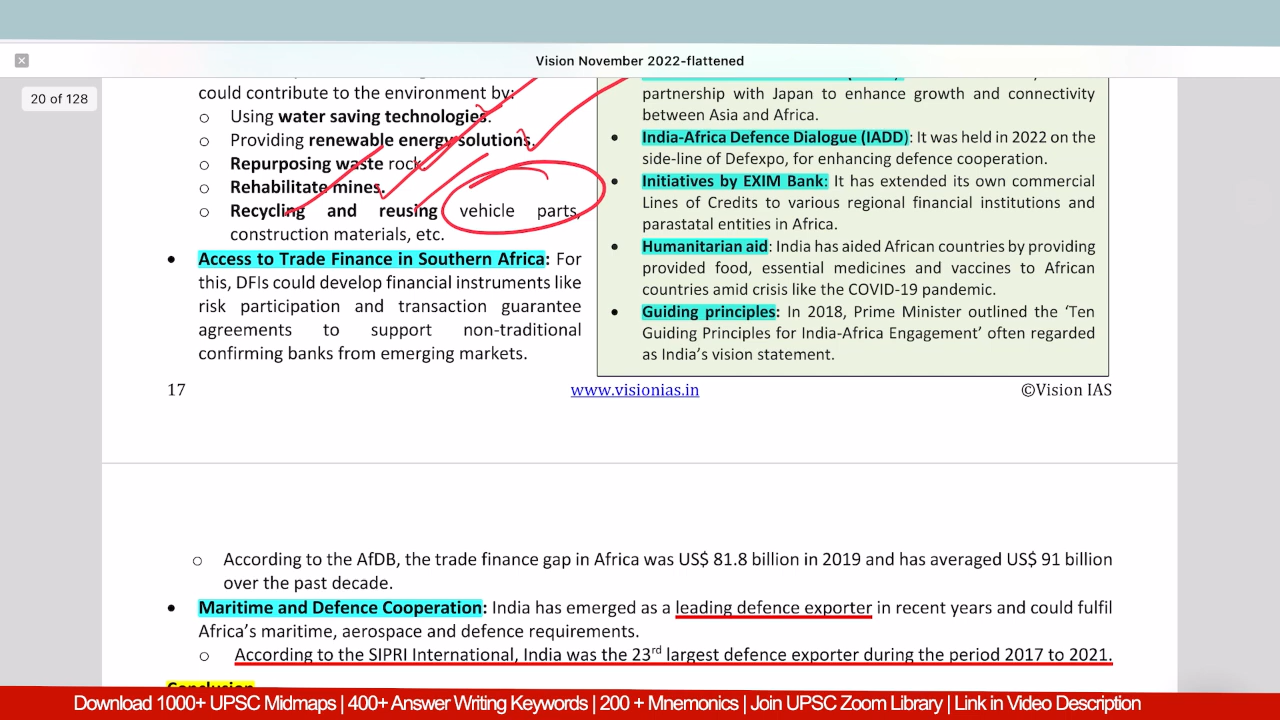 Vision November 2022-flattened
20 of 128
could contribute to the environment by:
o Using water saving technologies.
o Providing renewable energy solutions.
o Repurposing waste rock.
o Rehabilitate mines.
o Recycling and reusing vehicle parts,
construction materials, etc.
• Access to Trade Finance in Southern Africa: For
this, DFIs could develop financial instruments like
risk participation and transaction guarantee
agreements to support non-traditional
confirming banks from emerging markets.
partnership with Japan to enhance growth and connectivity
between Asia and Africa.
• India-Africa Defence Dialogue (IADD): It was held in 2022 on the
side-line of Defexpo, for enhancing defence cooperation.
• Initiatives by EXIM Bank: It has extended its own commercial
Lines of Credits to various regional financial institutions and
parastatal entities in Africa.
• Humanitarian aid: India has aided African countries by providing
provided food, essential medicines and vaccines to African
countries amid crisis like the COVID-19 pandemic.
• Guiding principles: In 2018, Prime Minister outlined the ‘Ten
Guiding Principles for India-Africa Engagement’ often regarded
as India’s vision statement.
17 www.visionias.in ©Vision IAS
o According to the AfDB, the trade finance gap in Africa was US$ 81.8 billion in 2019 and has averaged US$ 91 billion
over the past decade.
• Maritime and Defence Cooperation: India has emerged as a leading defence exporter in recent years and could fulfil
Africa’s maritime, aerospace and defence requirements.
o According to the SIPRI International, India was the 23rd largest defence exporter during the period 2017 to 2021.
Conclusion
Download 1000+ UPSC Midmaps | 400+ Answer Writing Keywords | 200 + Mnemonics | Join UPSC Zoom Library | Link in Video Description